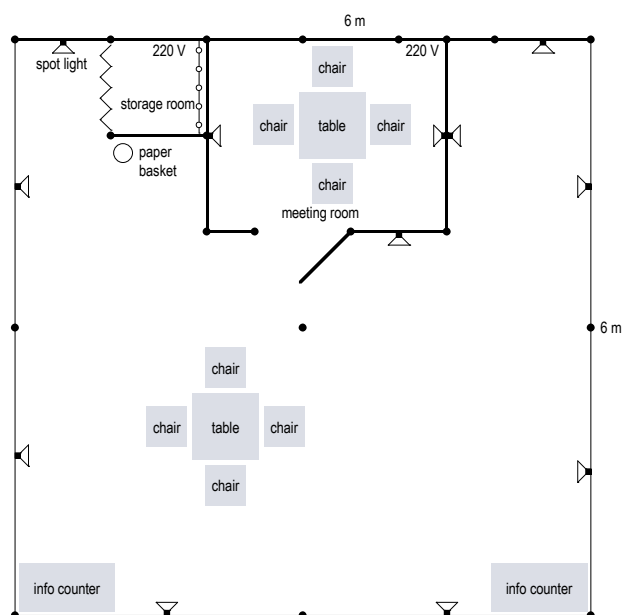 6 m
220 V
220 V
spot light
chair
storage room
chair
table
chair
paper
basket
chair
meeting room
6 m
chair
chair
table
chair
chair
info counter
info counter